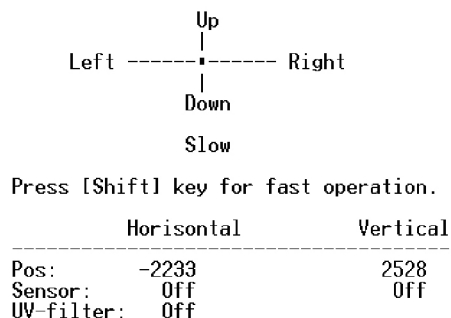 Up
Left ------ ------ Right
Down
Slow
Press [Shift] key for fast operation.
Horisontal Vertical
Pos: -2233 2528
Sensor: Off Off
UV-filter: Off